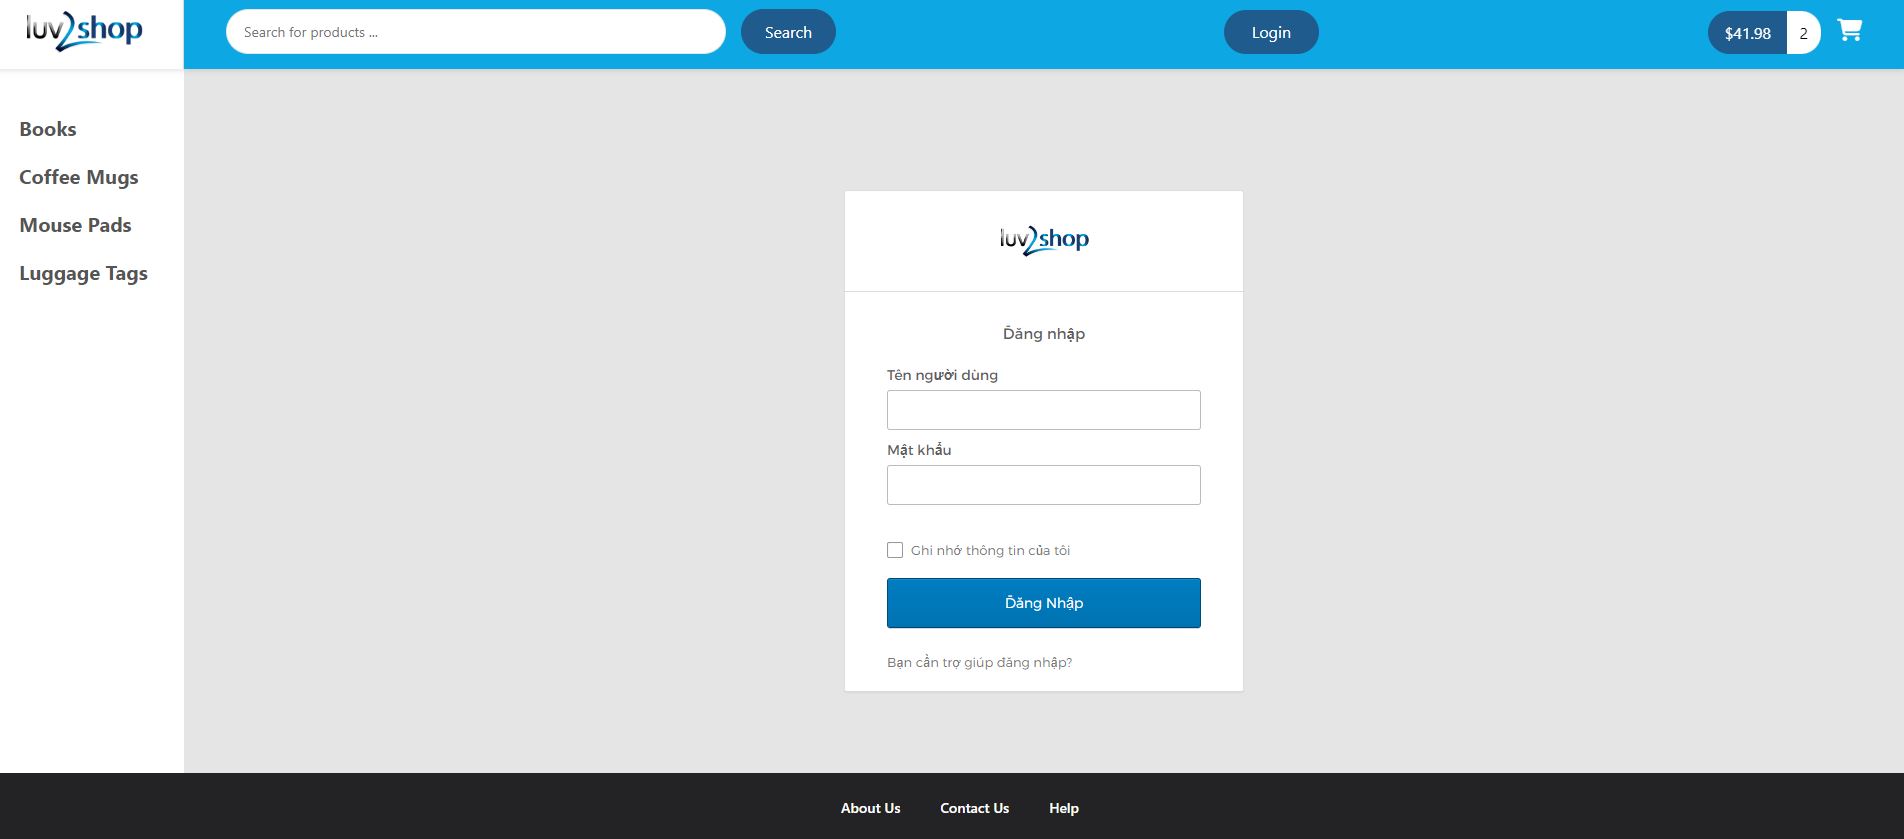 luv2shop
Search for products ...
Search
Login
$41.98
2
Books
Coffee Mugs
Mouse Pads
Luggage Tags
luv2shop
Đăng nhập
Tên người dùng
Mật khẩu
Ghi nhớ thông tin của tôi
Đăng Nhập
Bạn cần trợ giúp đăng nhập?
About Us
Contact Us
Help